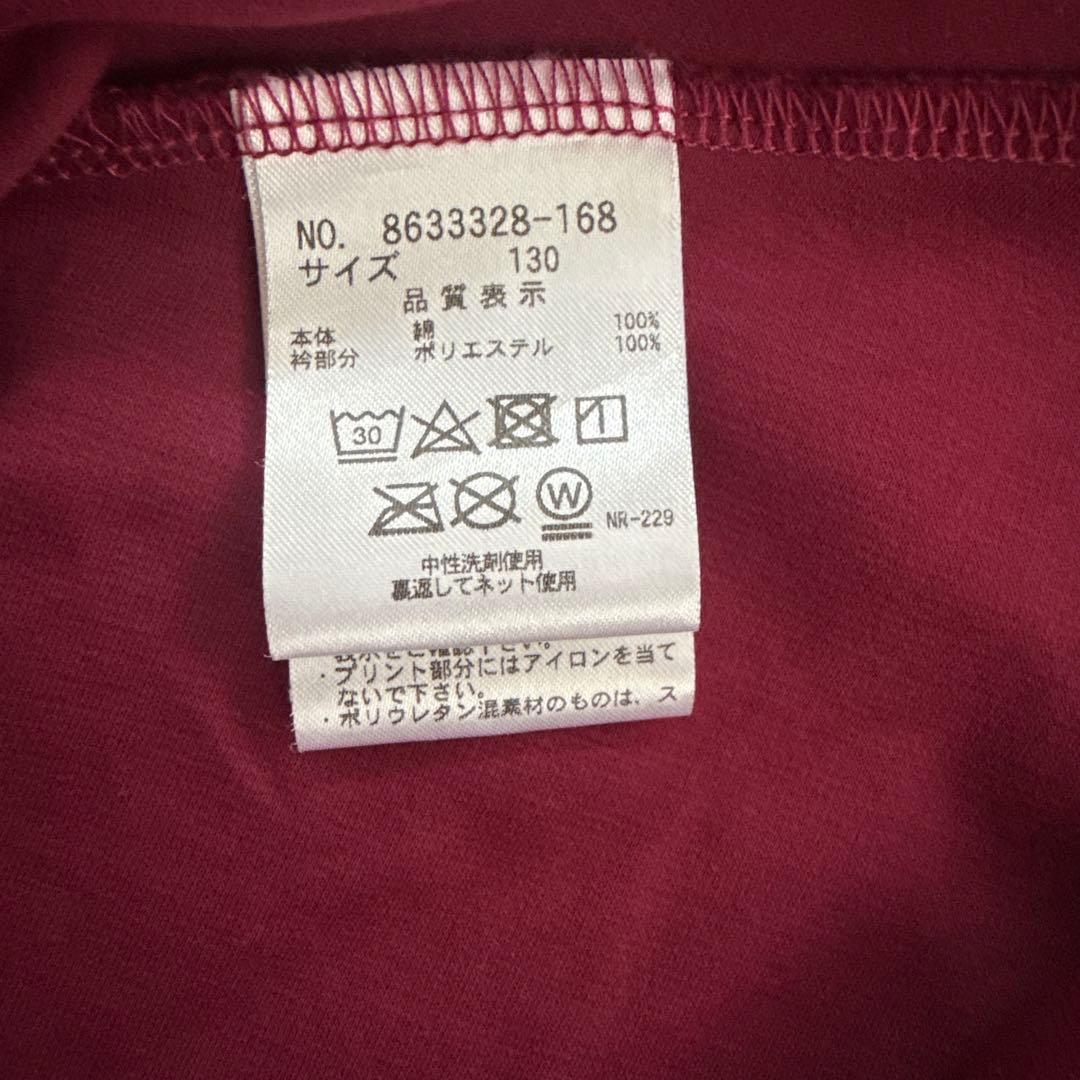 NO. 8633328-168
サイズ 130
品質表示
本体 綿 100%
衿部分 ポリエステル 100%
30
W
NR-229
中性洗剤使用
裏返してネット使用
・プリント部分にはアイロンを当て
ないで下さい。
・ポリウレタン混素材のものは、ス